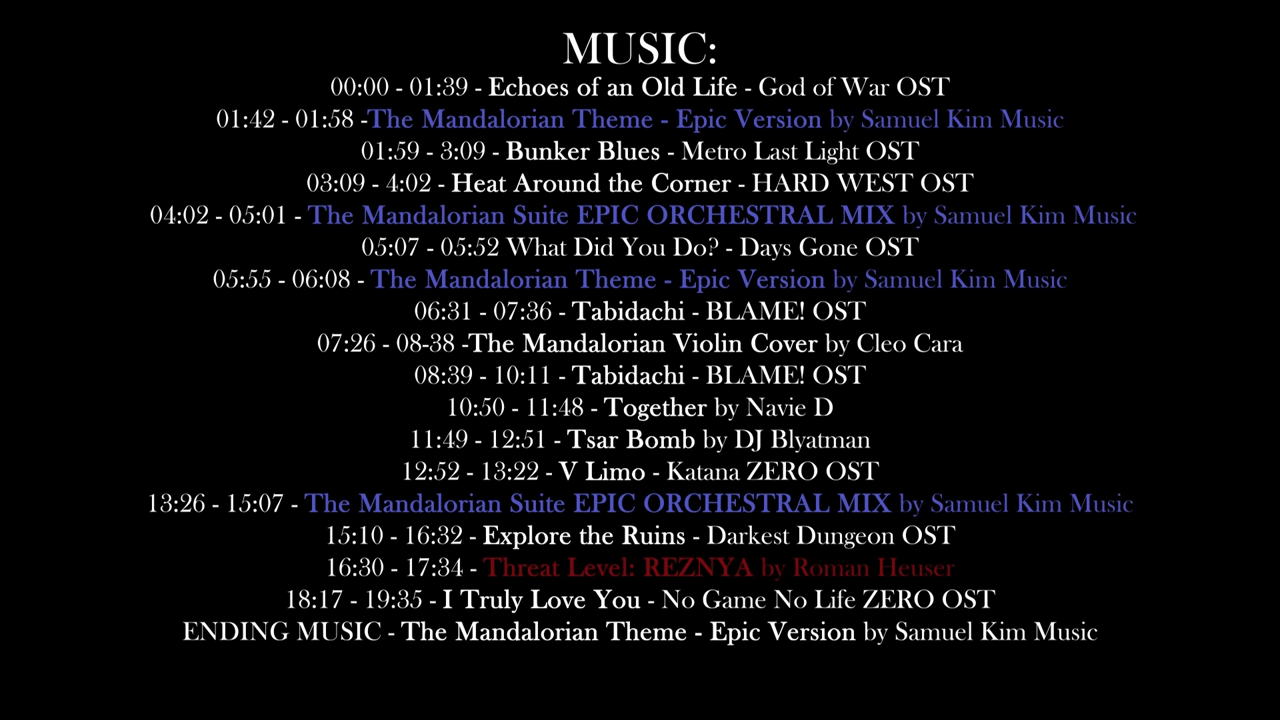 MUSIC:
00:00 - 01:39 - Echoes of an Old Life - God of War OST
01:42 - 01:58 -The Mandalorian Theme - Epic Version by Samuel Kim Music
01:59 - 3:09 - Bunker Blues - Metro Last Light OST
03:09 - 4:02 - Heat Around the Corner - HARD WEST OST
04:02 - 05:01 - The Mandalorian Suite EPIC ORCHESTRAL MIX by Samuel Kim Music
05:07 - 05:52 What Did You Do? - Days Gone OST
05:55 - 06:08 - The Mandalorian Theme - Epic Version by Samuel Kim Music
06:31 - 07:36 - Tabidachi - BLAME! OST
07:26 - 08-38 -The Mandalorian Violin Cover by Cleo Cara
08:39 - 10:11 - Tabidachi - BLAME! OST
10:50 - 11:48 - Together by Navie D
11:49 - 12:51 - Tsar Bomb by DJ Blyatman
12:52 - 13:22 - V Limo - Katana ZERO OST
13:26 - 15:07 - The Mandalorian Suite EPIC ORCHESTRAL MIX by Samuel Kim Music
15:10 - 16:32 - Explore the Ruins - Darkest Dungeon OST
16:30 - 17:34 - Threat Level: REZNYA by Roman Heuser
18:17 - 19:35 - I Truly Love You - No Game No Life ZERO OST
ENDING MUSIC - The Mandalorian Theme - Epic Version by Samuel Kim Music